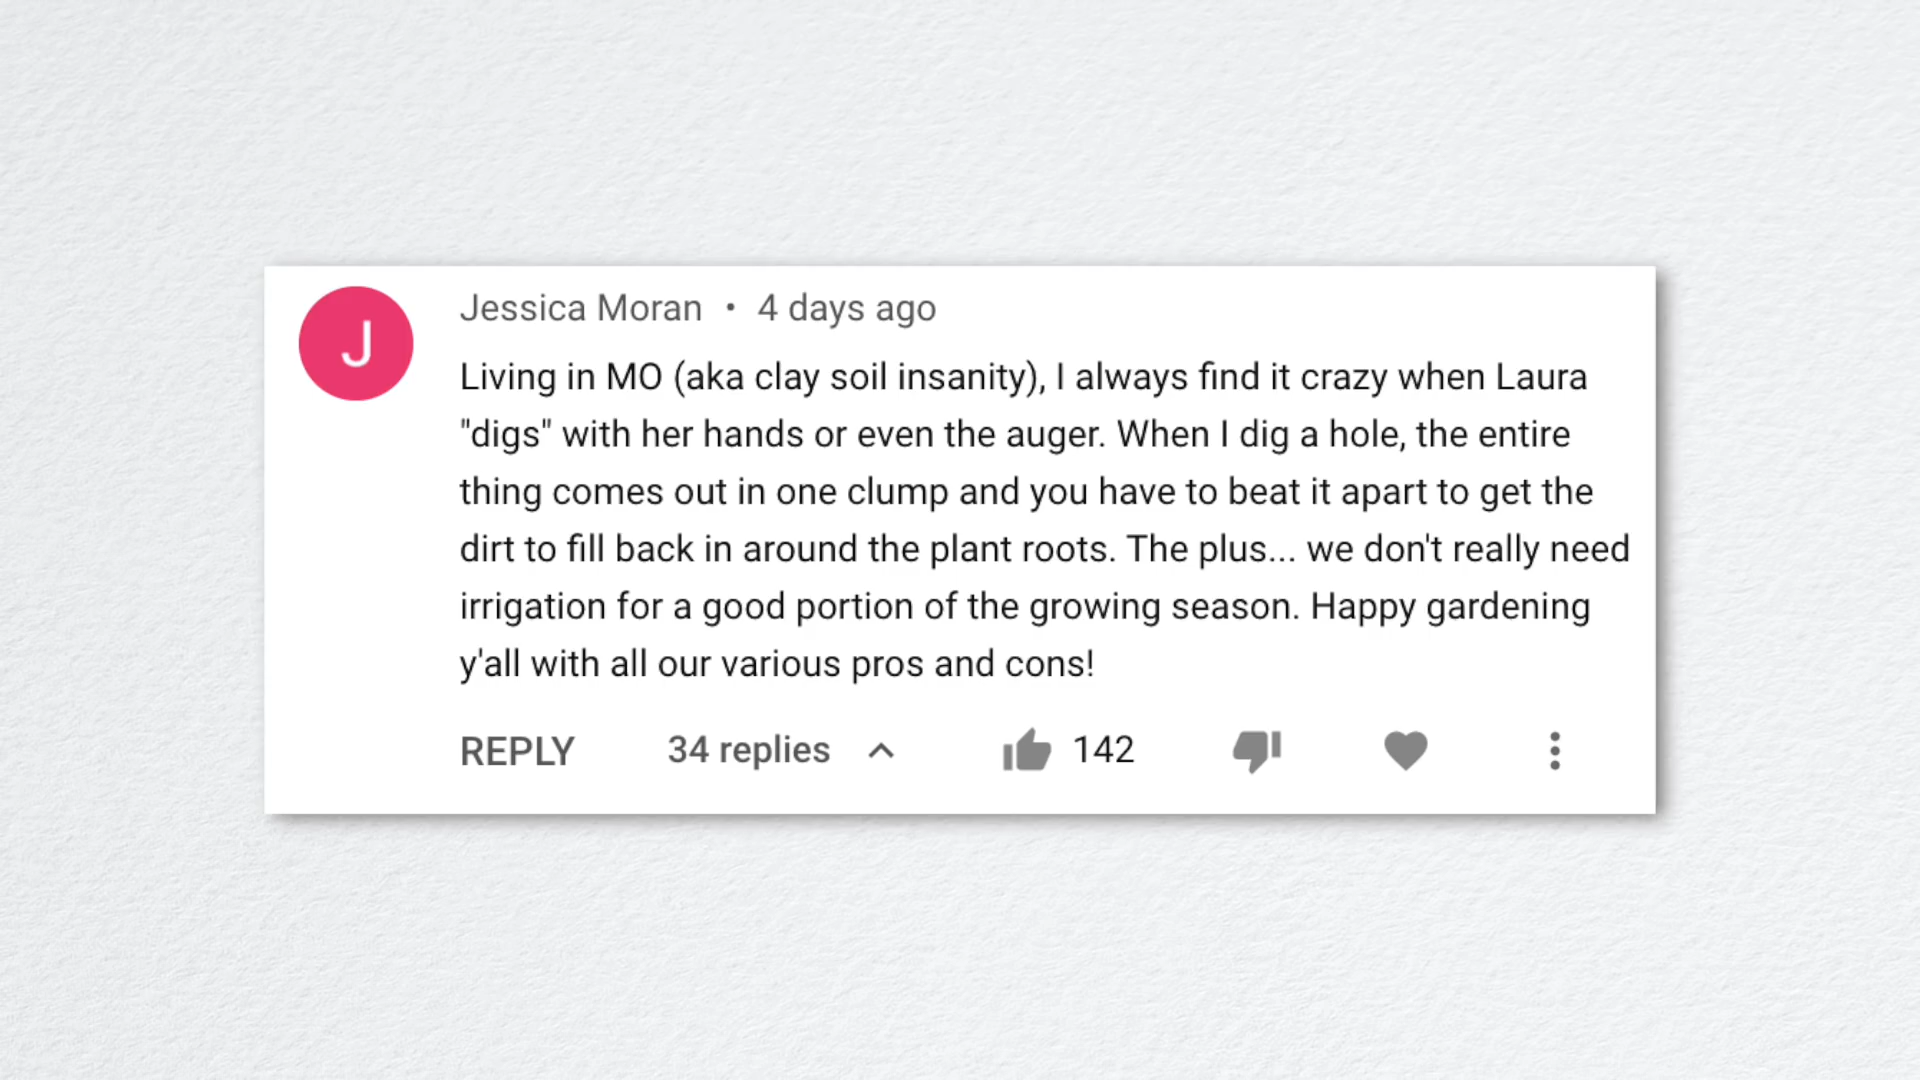 J
Jessica Moran • 4 days ago
Living in MO (aka clay soil insanity), I always find it crazy when Laura
"digs" with her hands or even the auger. When I dig a hole, the entire
thing comes out in one clump and you have to beat it apart to get the
dirt to fill back in around the plant roots. The plus... we don't really need
irrigation for a good portion of the growing season. Happy gardening
y'all with all our various pros and cons!
REPLY 34 replies 142